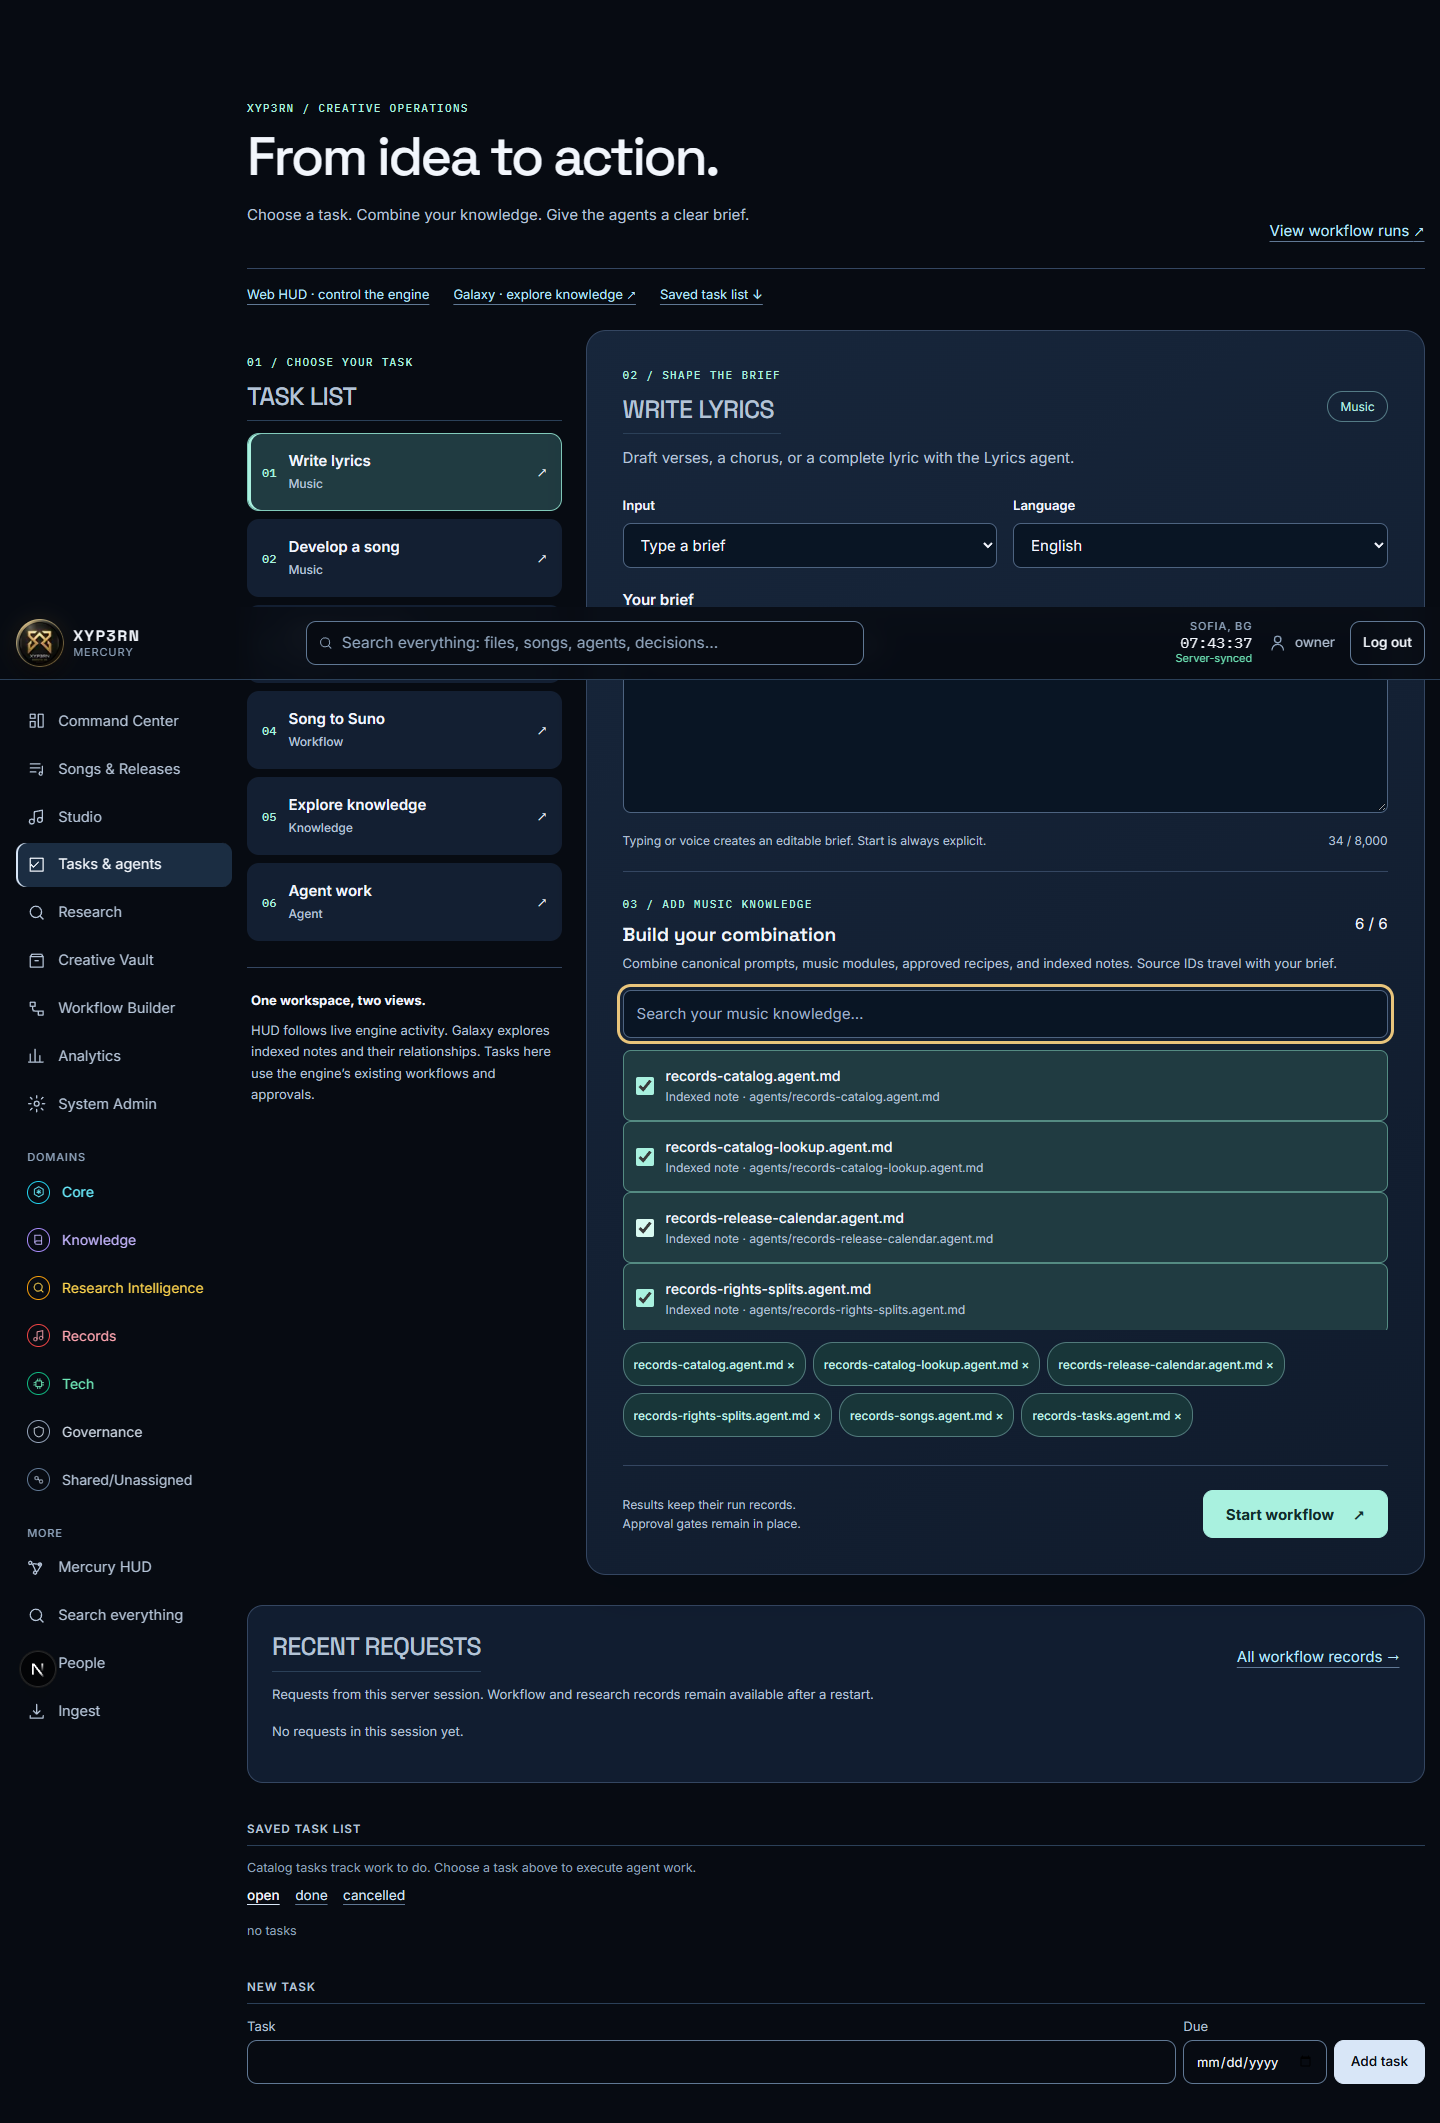 XYP3RN / CREATIVE OPERATIONS
From idea to action.
Choose a task. Combine your knowledge. Give the agents a clear brief.
View workflow runs ↗
Web HUD · control the engine
Galaxy · explore knowledge ↗
Saved task list ↓
01 / CHOOSE YOUR TASK
TASK LIST
01
Write lyrics
Music
↗
02
Develop a song
Music
↗
02 / SHAPE THE BRIEF
WRITE LYRICS
Music
Draft verses, a chorus, or a complete lyric with the Lyrics agent.
Input
Language
Type a brief
English
Your brief
XYP3RN
MERCURY
Search everything: files, songs, agents, decisions...
SOFIA, BG
07:43:37
Server-synced
owner
Log out
Command Center
Songs & Releases
Studio
Tasks & agents
Research
Creative Vault
Workflow Builder
Analytics
System Admin
DOMAINS
Core
Knowledge
Research Intelligence
Records
Tech
Governance
Shared/Unassigned
MORE
Mercury HUD
Search everything
N
People
Ingest
04
Song to Suno
Workflow
↗
05
Explore knowledge
Knowledge
↗
06
Agent work
Agent
↗
One workspace, two views.
HUD follows live engine activity. Galaxy explores
indexed notes and their relationships. Tasks here
use the engine’s existing workflows and
approvals.
Typing or voice creates an editable brief. Start is always explicit.
34 / 8,000
03 / ADD MUSIC KNOWLEDGE
Build your combination
6 / 6
Combine canonical prompts, music modules, approved recipes, and indexed notes. Source IDs travel with your brief.
Search your music knowledge...
records-catalog.agent.md
Indexed note · agents/records-catalog.agent.md
records-catalog-lookup.agent.md
Indexed note · agents/records-catalog-lookup.agent.md
records-release-calendar.agent.md
Indexed note · agents/records-release-calendar.agent.md
records-rights-splits.agent.md
Indexed note · agents/records-rights-splits.agent.md
records-catalog.agent.md ×
records-catalog-lookup.agent.md ×
records-release-calendar.agent.md ×
records-rights-splits.agent.md ×
records-songs.agent.md ×
records-tasks.agent.md ×
Results keep their run records.
Approval gates remain in place.
Start workflow ↗
RECENT REQUESTS
All workflow records →
Requests from this server session. Workflow and research records remain available after a restart.
No requests in this session yet.
SAVED TASK LIST
Catalog tasks track work to do. Choose a task above to execute agent work.
open
done
cancelled
no tasks
NEW TASK
Task
Due
mm/dd/yyyy
Add task